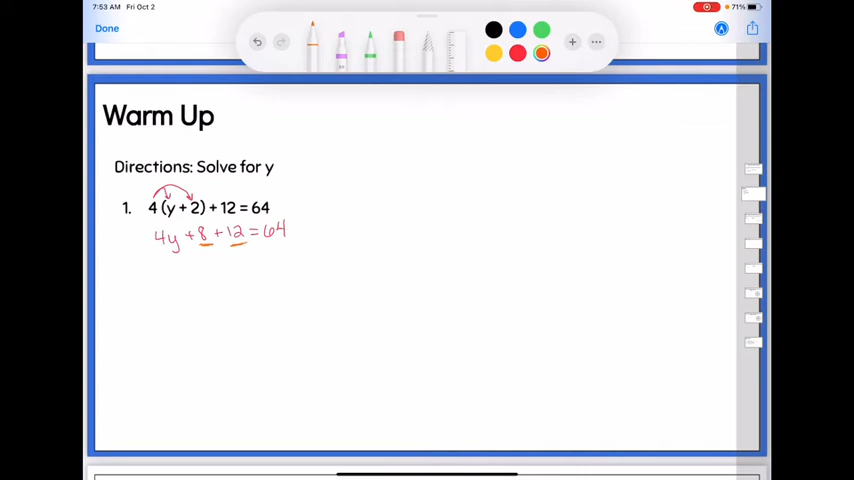 7:53 AM Fri Oct 2
71%
Done
Warm Up
Directions: Solve for y
1. 4(y + 2) + 12 = 64
4y + 8 + 12 = 64